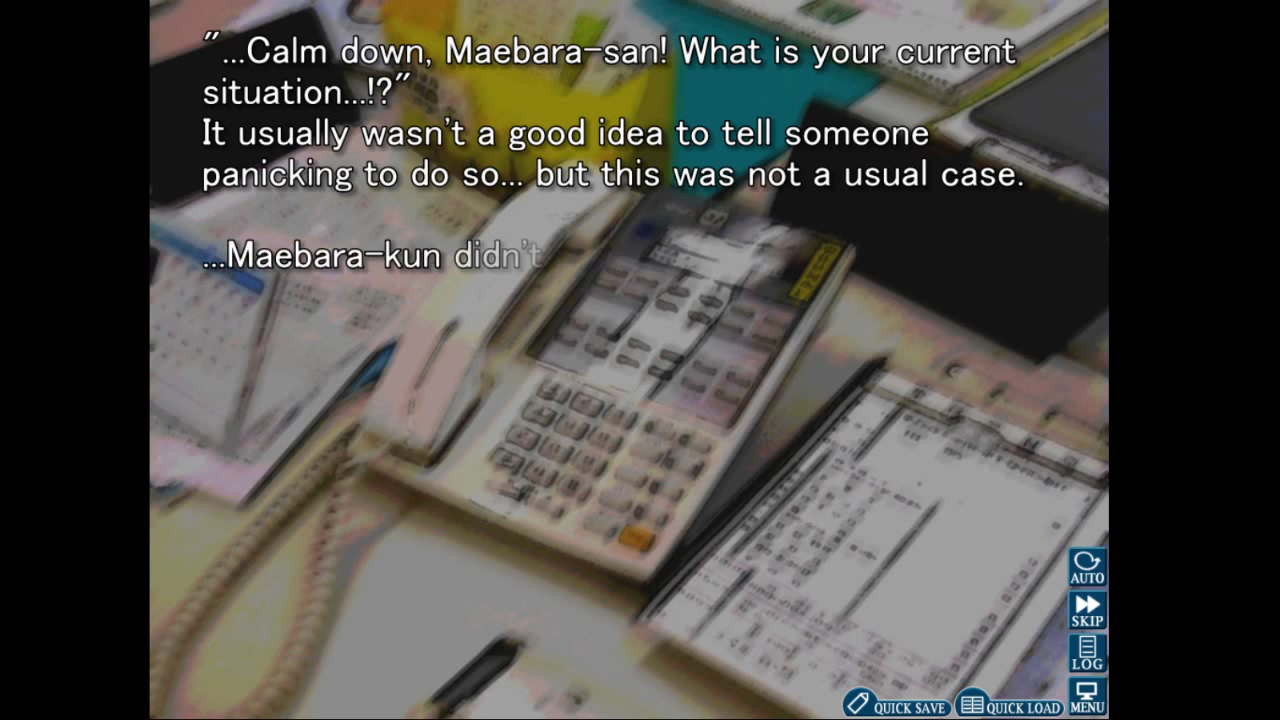 "...Calm down, Maebara-san! What is your current
situation...!?"
It usually wasn't a good idea to tell someone
panicking to do so... but this was not a usual case.
...Maebara-kun didn't
AUTO
SKIP
LOG
MENU
QUICK SAVE
QUICK LOAD